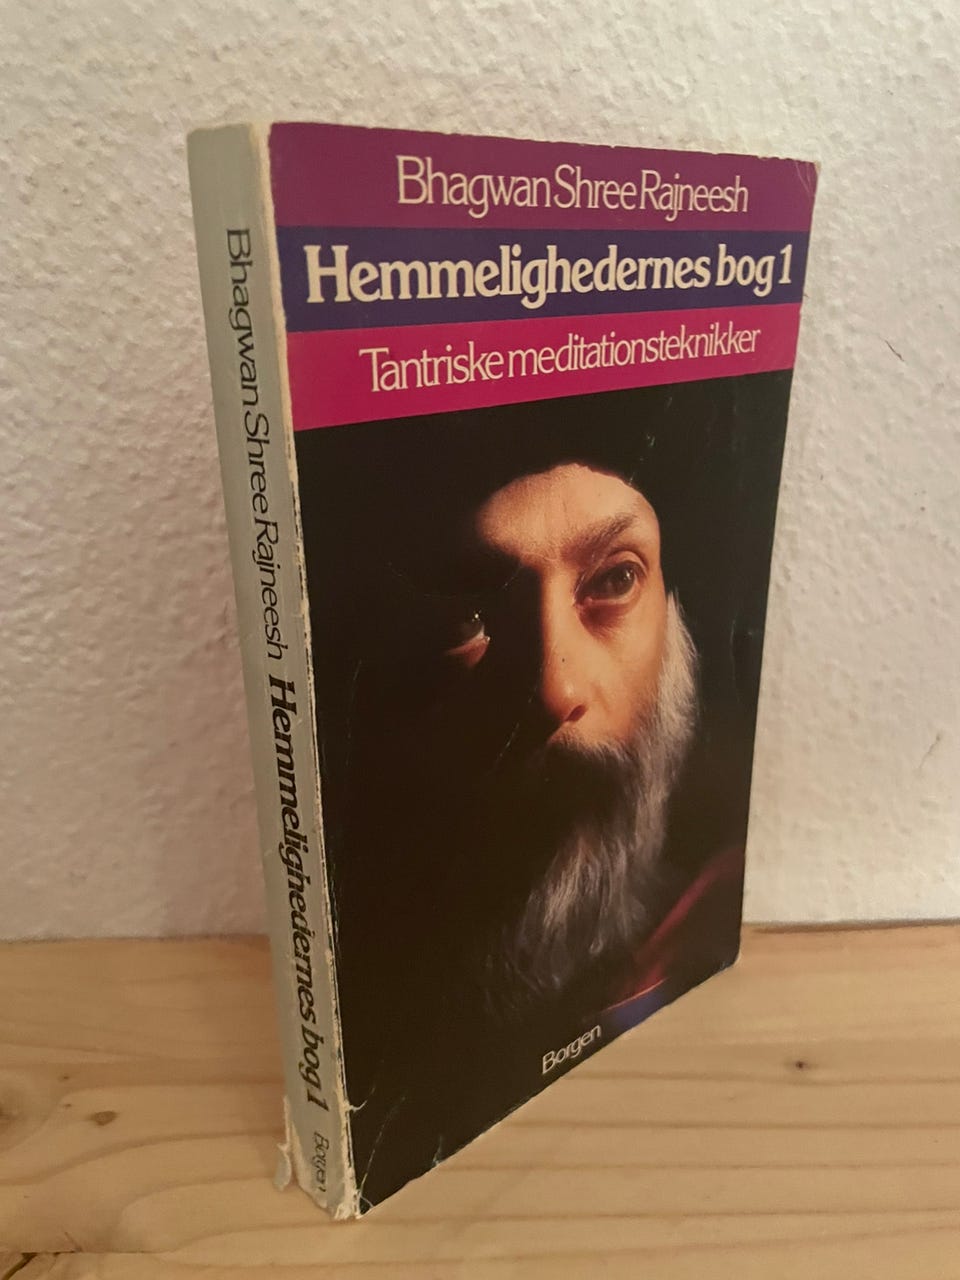 Bhagwan Shree Rajneesh
Hemmelighedernes bog 1
Tantriske meditationsteknikker
Borgen
Bhagwan Shree Rajneesh Hemmelighedernes bog 1 Borgen